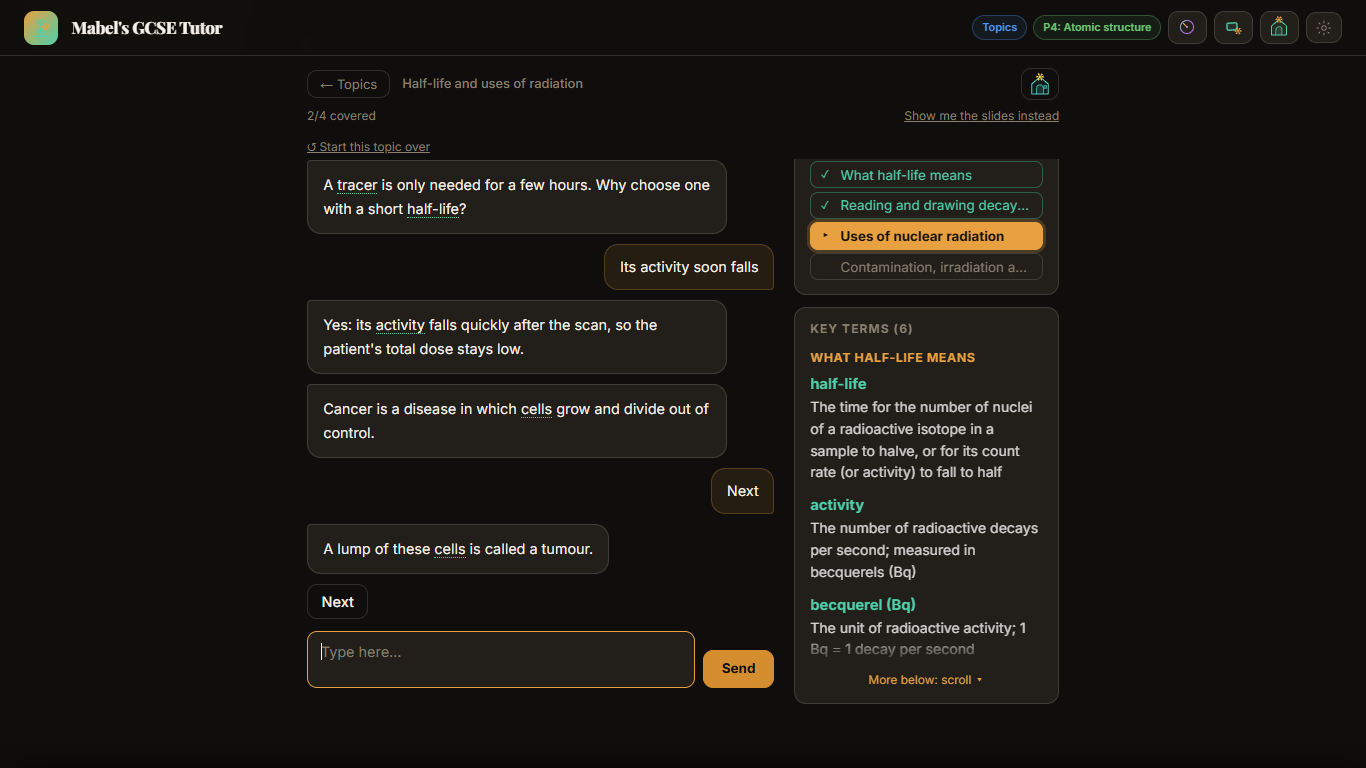 Mabel's GCSE Tutor
Topics
P4: Atomic structure
← Topics
Half-life and uses of radiation
2/4 covered
Show me the slides instead
↺ Start this topic over
A tracer is only needed for a few hours. Why choose one
with a short half-life?
Its activity soon falls
Yes: its activity falls quickly after the scan, so the
patient's total dose stays low.
Cancer is a disease in which cells grow and divide out of
control.
Next
A lump of these cells is called a tumour.
Next
Type here...
Send
✓ What half-life means
✓ Reading and drawing decay...
‣ Uses of nuclear radiation
Contamination, irradiation a...
KEY TERMS (6)
WHAT HALF-LIFE MEANS
half-life
The time for the number of nuclei
of a radioactive isotope in a
sample to halve, or for its count
rate (or activity) to fall to half
activity
The number of radioactive decays
per second; measured in
becquerels (Bq)
becquerel (Bq)
The unit of radioactive activity; 1
Bq = 1 decay per second
More below: scroll ▾